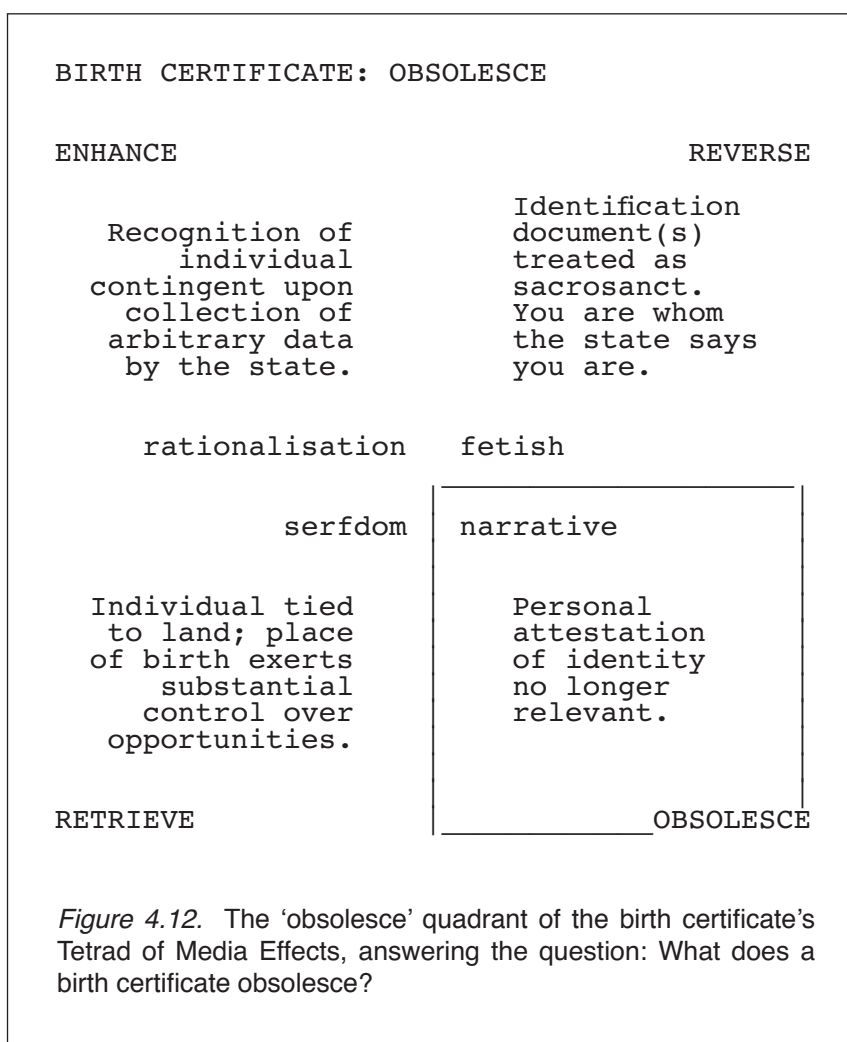 BIRTH CERTIFICATE: OBSOLESCE
ENHANCE
REVERSE
Recognition of
individual
contingent upon
collection of
arbitrary data
by the state.
Identification
document(s)
treated as
sacrosanct.
You are whom
the state says
you are.
rationalisation
fetish
serfdom
narrative
Individual tied
to land; place
of birth exerts
substantial
control over
opportunities.
Personal
attestation
of identity
no longer
relevant.
RETRIEVE
OBSOLESCE
Figure 4.12. The ‘obsolesce’ quadrant of the birth certificate’s
Tetrad of Media Effects, answering the question: What does a
birth certificate obsolesce?